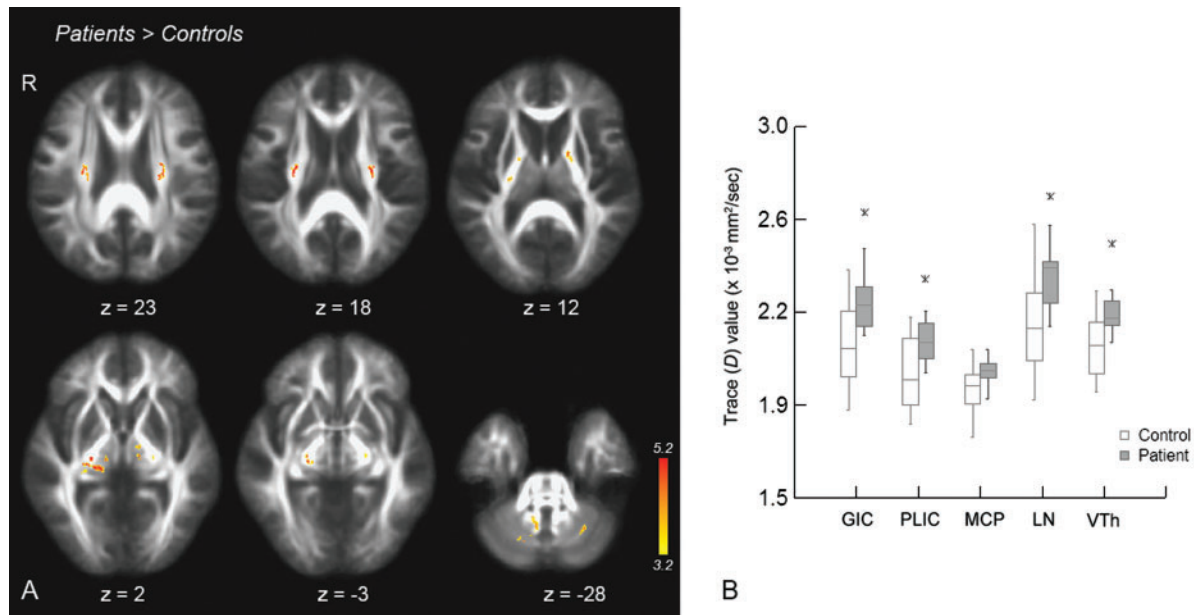 Patients > Controls
R
z = 23
z = 18
z = 12
z = 2
z = -3
z = -28
5.2
3.2
A
Trace (D) value (x 10-³ mm²/sec)
3.0
2.6
2.2
1.9
1.5
GIC
PLIC
MCP
LN
VTh
Control
Patient
B